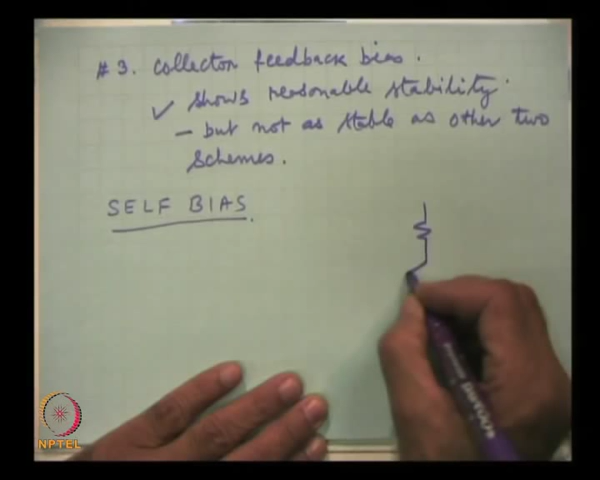 # 3. Collector feedback bias.
✓ shows reasonable stability.
– but not as stable as other two
schemes.
SELF BIAS.
NPTEL